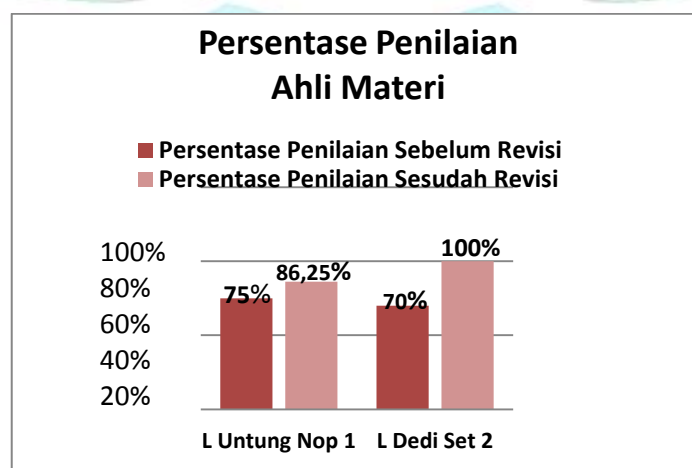 Persentase Penilaian
Ahli Materi
Persentase Penilaian Sebelum Revisi
Persentase Penilaian Sesudah Revisi
100%
80%
60%
40%
20%
75%
86,25%
70%
100%
L Untung Nop 1
L Dedi Set 2